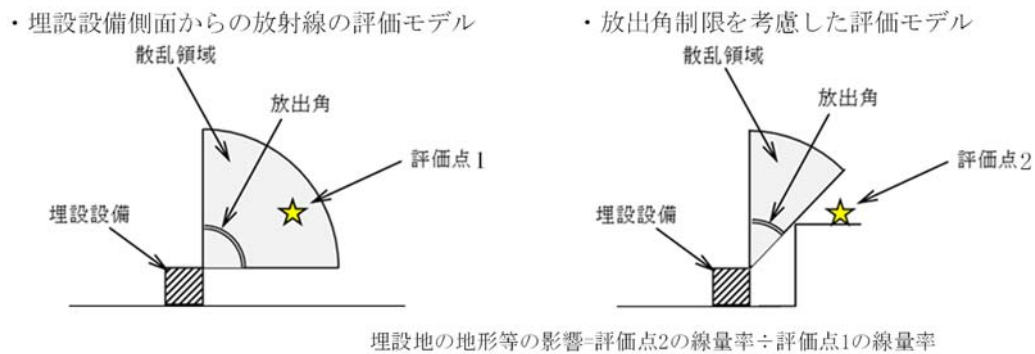 ・埋設設備側面からの放射線の評価モデル
散乱領域
放出角
評価点1
埋設設備
・放出角制限を考慮した評価モデル
散乱領域
放出角
評価点2
埋設設備
埋設地の地形等の影響=評価点2の線量率÷評価点1の線量率